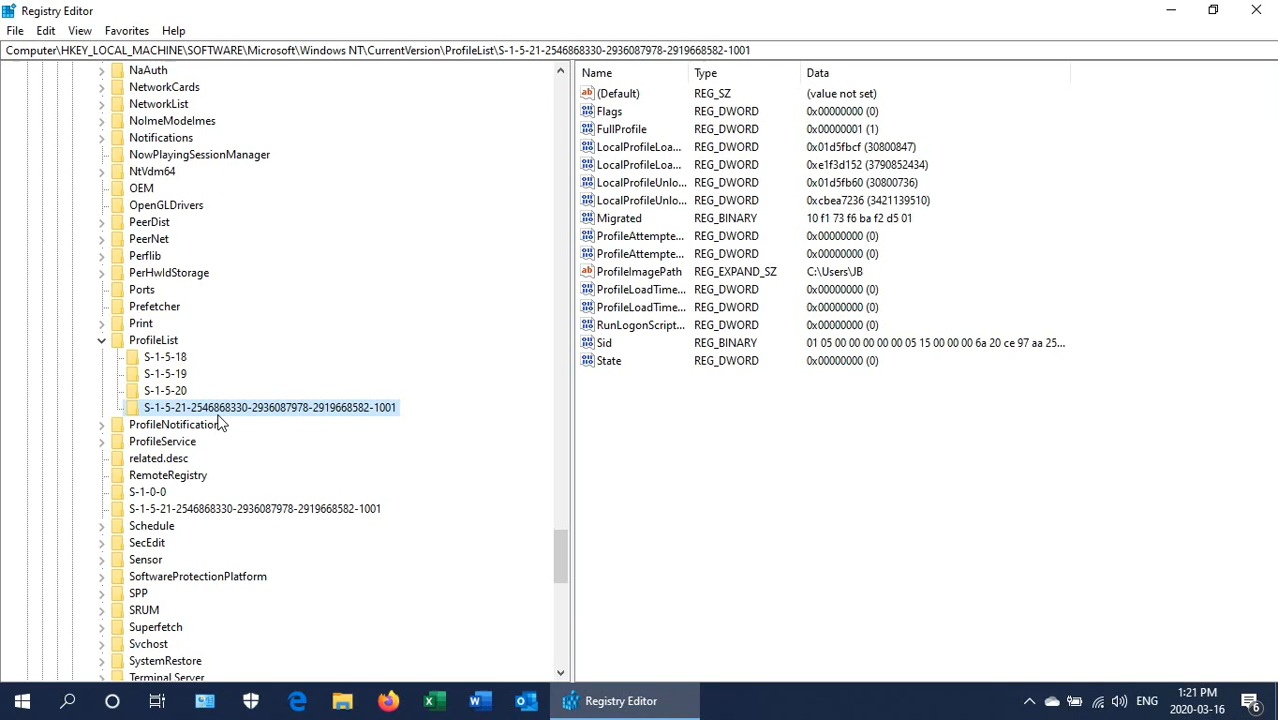 Registry Editor
File Edit View Favorites Help
Computer\HKEY_LOCAL_MACHINE\SOFTWARE\Microsoft\Windows NT\CurrentVersion\ProfileList\S-1-5-21-2546868330-2936087978-2919668582-1001
NaAuth
NetworkCards
NetworkList
NolmeModelmes
Notifications
NowPlayingSessionManager
NtVdm64
OEM
OpenGLDrivers
PeerDist
PeerNet
Perflib
PerHwIdStorage
Ports
Prefetcher
Print
ProfileList
S-1-5-18
S-1-5-19
S-1-5-20
S-1-5-21-2546868330-2936087978-2919668582-1001
ProfileNotification
ProfileService
related.desc
RemoteRegistry
S-1-0-0
S-1-5-21-2546868330-2936087978-2919668582-1001
Schedule
SecEdit
Sensor
SoftwareProtectionPlatform
SPP
SRUM
Superfetch
Svchost
SystemRestore
Terminal Server
Name Type Data
(Default) REG_SZ (value not set)
Flags REG_DWORD 0x00000000 (0)
FullProfile REG_DWORD 0x00000001 (1)
LocalProfileLoa... REG_DWORD 0x01d5fbcf (30800847)
LocalProfileLoa... REG_DWORD 0xe1f3d152 (3790852434)
LocalProfileUnlo... REG_DWORD 0x01d5fb60 (30800736)
LocalProfileUnlo... REG_DWORD 0xcbea7236 (3421139510)
Migrated REG_BINARY 10 f1 73 f6 ba f2 d5 01
ProfileAttempte... REG_DWORD 0x00000000 (0)
ProfileAttempte... REG_DWORD 0x00000000 (0)
ProfileImagePath REG_EXPAND_SZ C:\Users\JB
ProfileLoadTime... REG_DWORD 0x00000000 (0)
ProfileLoadTime... REG_DWORD 0x00000000 (0)
RunLogonScript... REG_DWORD 0x00000000 (0)
Sid REG_BINARY 01 05 00 00 00 00 00 05 15 00 00 00 6a 20 ce 97 aa 25...
State REG_DWORD 0x00000000 (0)
Registry Editor
ENG
1:21 PM
2020-03-16
6